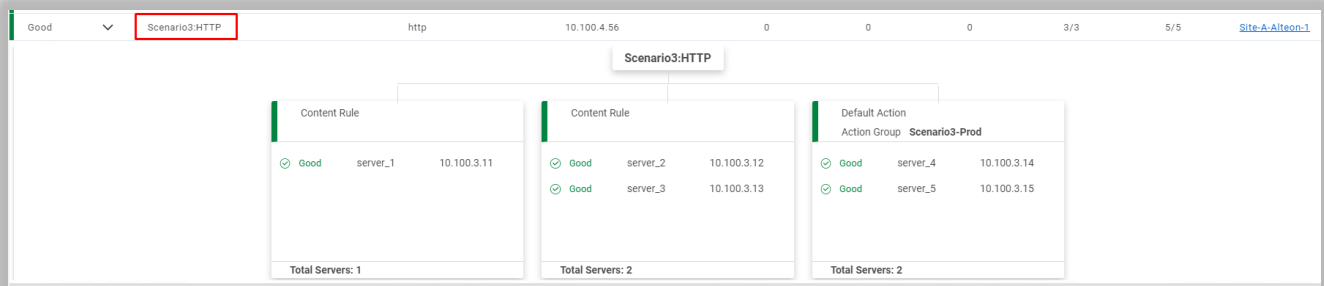 Good Scenario3:HTTP http 10.100.4.56 0 0 0 3/3 5/5 Site-A-Alteon-1
Scenario3:HTTP
Content Rule
Good server_1 10.100.3.11
Total Servers: 1
Content Rule
Good server_2 10.100.3.12
Good server_3 10.100.3.13
Total Servers: 2
Default Action
Action Group Scenario3-Prod
Good server_4 10.100.3.14
Good server_5 10.100.3.15
Total Servers: 2